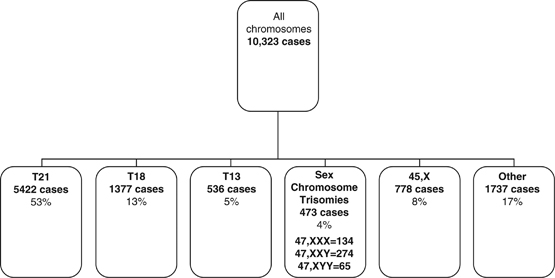 All
chromosomes
10,323 cases
T21
5422 cases
53%
T18
1377 cases
13%
T13
536 cases
5%
Sex
Chromosome
Trisomies
473 cases
4%
47,XXX=134
47,XXY=274
47,XYY=65
45,X
778 cases
8%
Other
1737 cases
17%